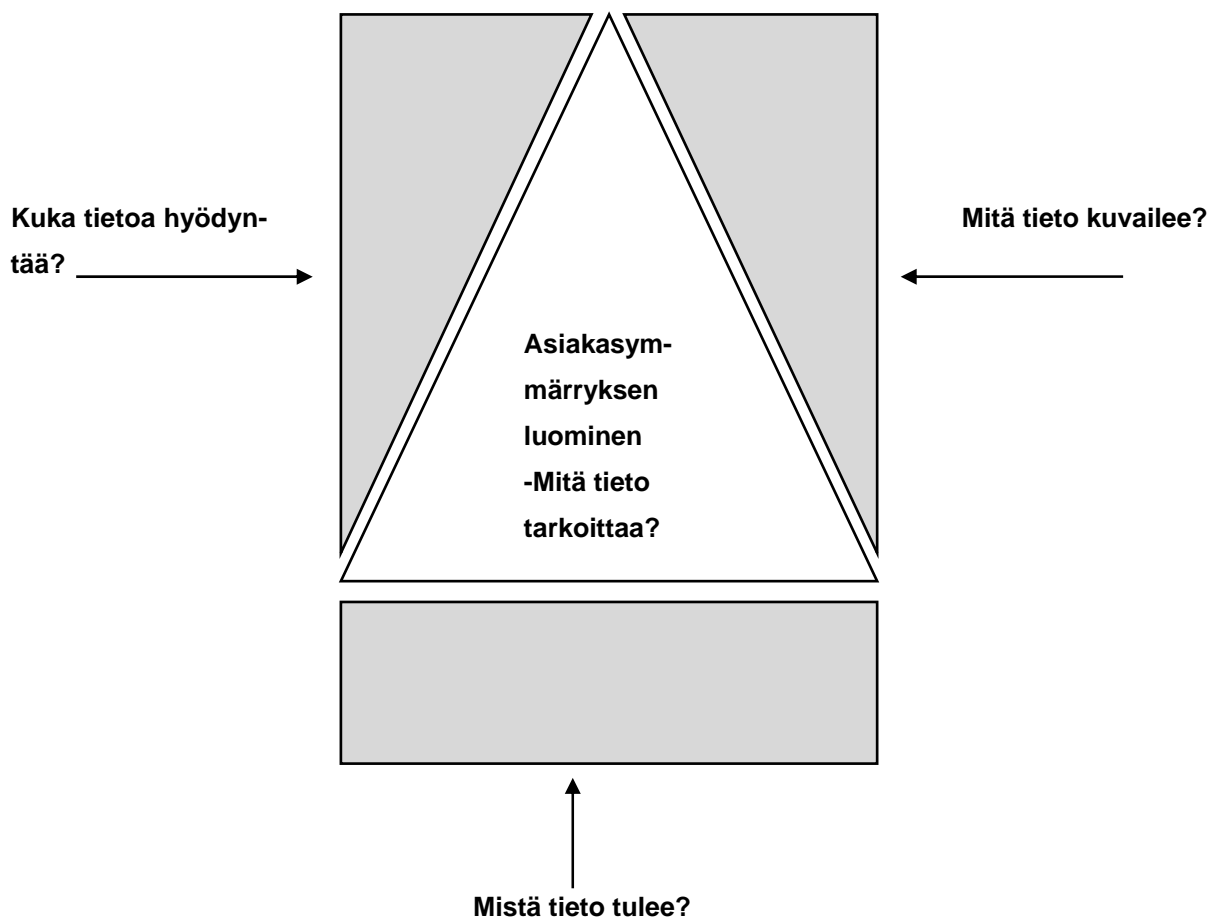 Kuka tietoa hyödyn-
tää?
Mitä tieto kuvailee?
Asiakasym-
märryksen
luominen
-Mitä tieto
tarkoittaa?
Mistä tieto tulee?